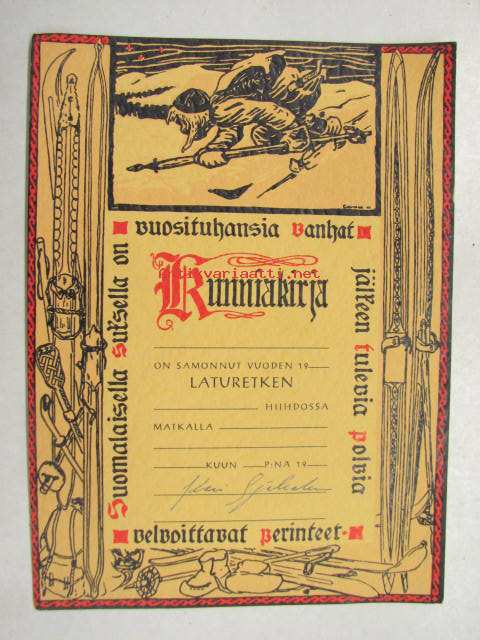 Suomalaisella suksella on
vuosituhansia vanhat
jälkeen tulevia polvia
velvoittavat perinteet-
Kunniakirja
antikvariaatti.net
ON SAMONNUT VUODEN 19
LATURETKEN
HIIHDOSSA
MATKALLA
KUUN P:NÄ 19